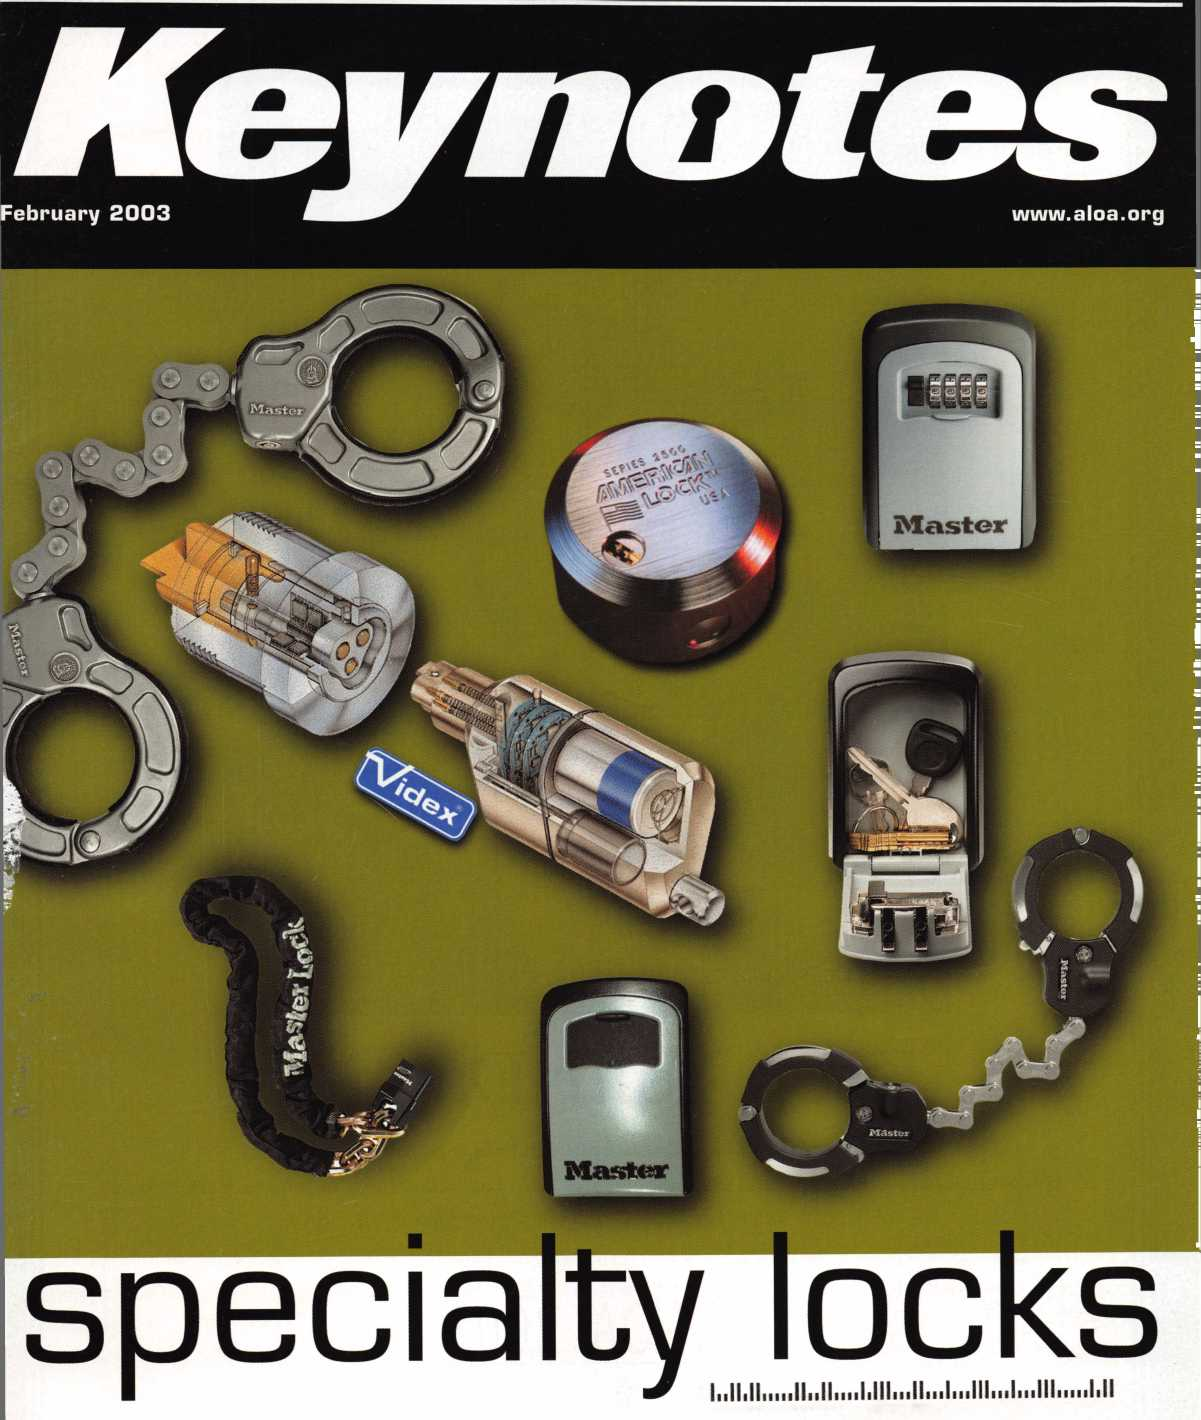 Keynotes
February 2003
www.aloa.org
Master
SERIES 2500
AMERICAN
LOCK
USA
Master
Master
Videx
Master Lock
Master
Master
Master
Master
specialty locks